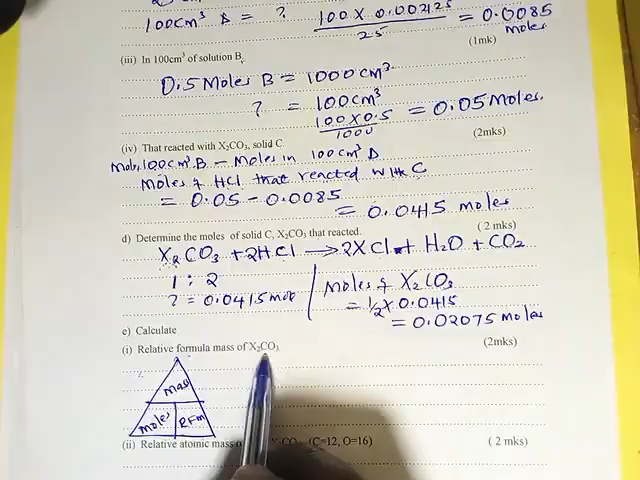 100cm³ D = ? 100 X 0.002125 / 25 = 0.0085 moles
(iii) In 100cm³ of solution B,
(1mk)
0.5 Moles B = 1000cm³
? = 100cm³
100X0.5 / 1000 = 0.05 Moles.
(iv) That reacted with X₂CO₃, solid C.
(2mks)
100cm³ B - Moles in 100cm³ D
Moles of HCl that reacted with C
= 0.05 - 0.0085
= 0.0415 moles
d) Determine the moles of solid C, X₂CO₃ that reacted.
( 2 mks)
X₂CO₃ + 2HCl → 2XCl + H₂O + CO₂
1 : 2
? = 0.0415 mol
Moles of X₂CO₃
= ½ X 0.0415
= 0.02075 moles
e) Calculate
(i) Relative formula mass of X₂CO₃
(2mks)
Mass
Moles RFM
(ii) Relative atomic mass (C=12, O=16)
( 2 mks)